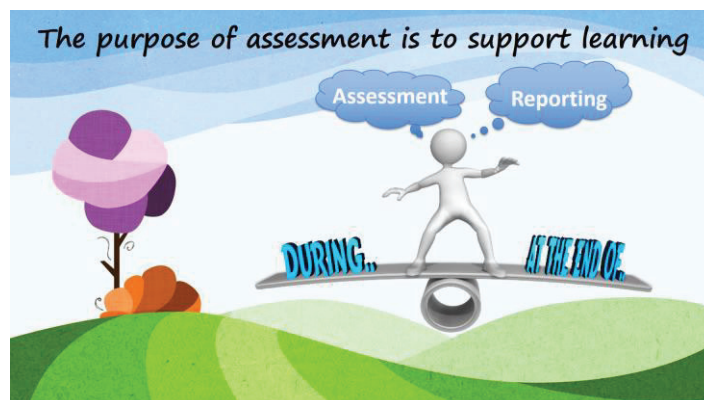 The purpose of assessment is to support learning
Assessment
Reporting
DURING..
AT THE END OF..